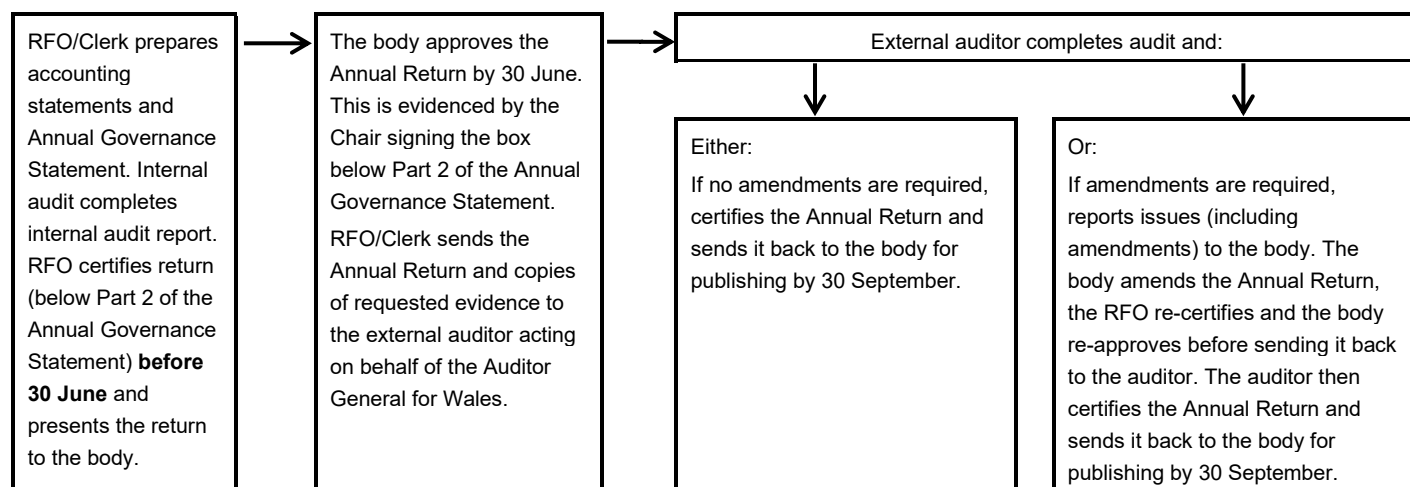 RFO/Clerk prepares
accounting
statements and
Annual Governance
Statement. Internal
audit completes
internal audit report.
RFO certifies return
(below Part 2 of the
Annual Governance
Statement) before
30 June and
presents the return
to the body.
The body approves the
Annual Return by 30 June.
This is evidenced by the
Chair signing the box
below Part 2 of the Annual
Governance Statement.
RFO/Clerk sends the
Annual Return and copies
of requested evidence to
the external auditor acting
on behalf of the Auditor
General for Wales.
External auditor completes audit and:
Either:
If no amendments are required,
certifies the Annual Return and
sends it back to the body for
publishing by 30 September.
Or:
If amendments are required,
reports issues (including
amendments) to the body. The
body amends the Annual Return,
the RFO re-certifies and the body
re-approves before sending it back
to the auditor. The auditor then
certifies the Annual Return and
sends it back to the body for
publishing by 30 September.